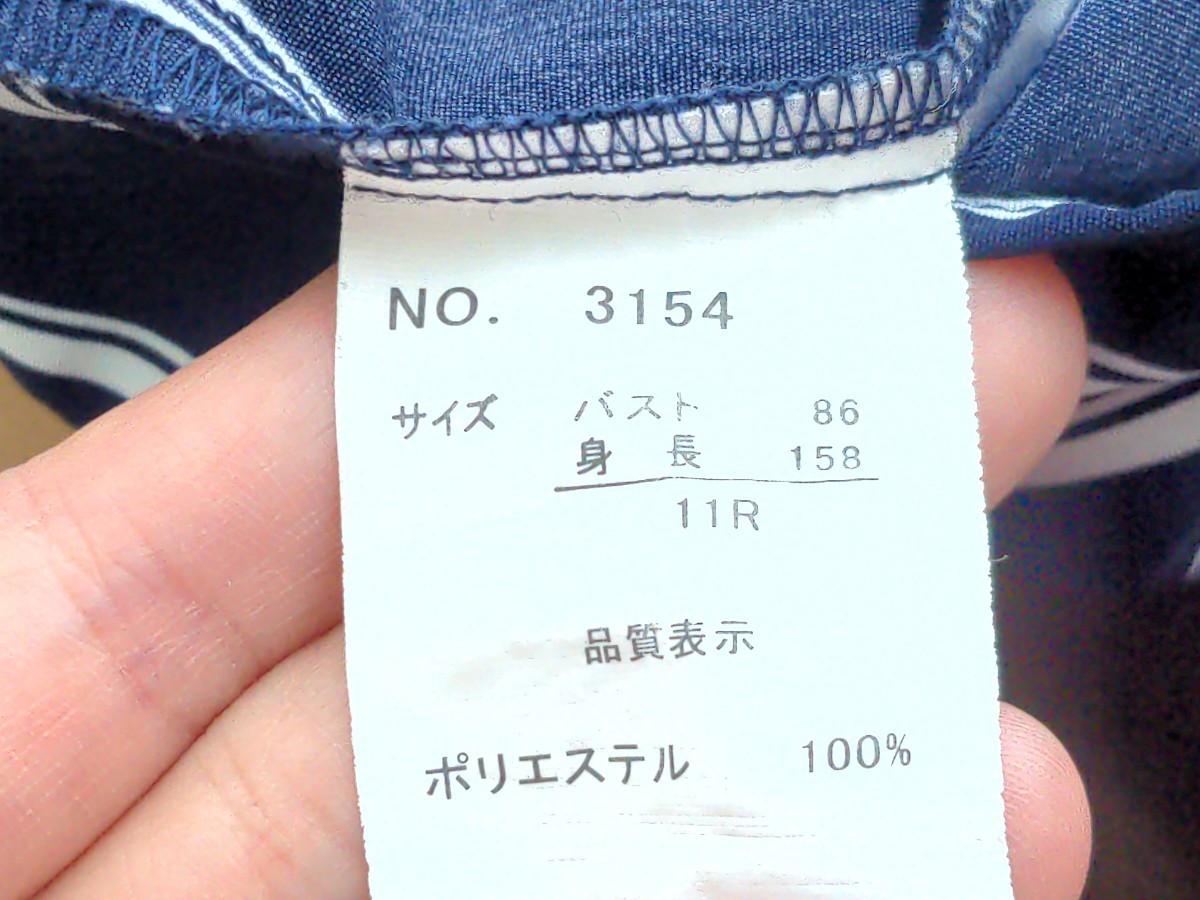 NO. 3154
サイズ バスト 86
身長 158
11R
品質表示
ポリエステル 100%